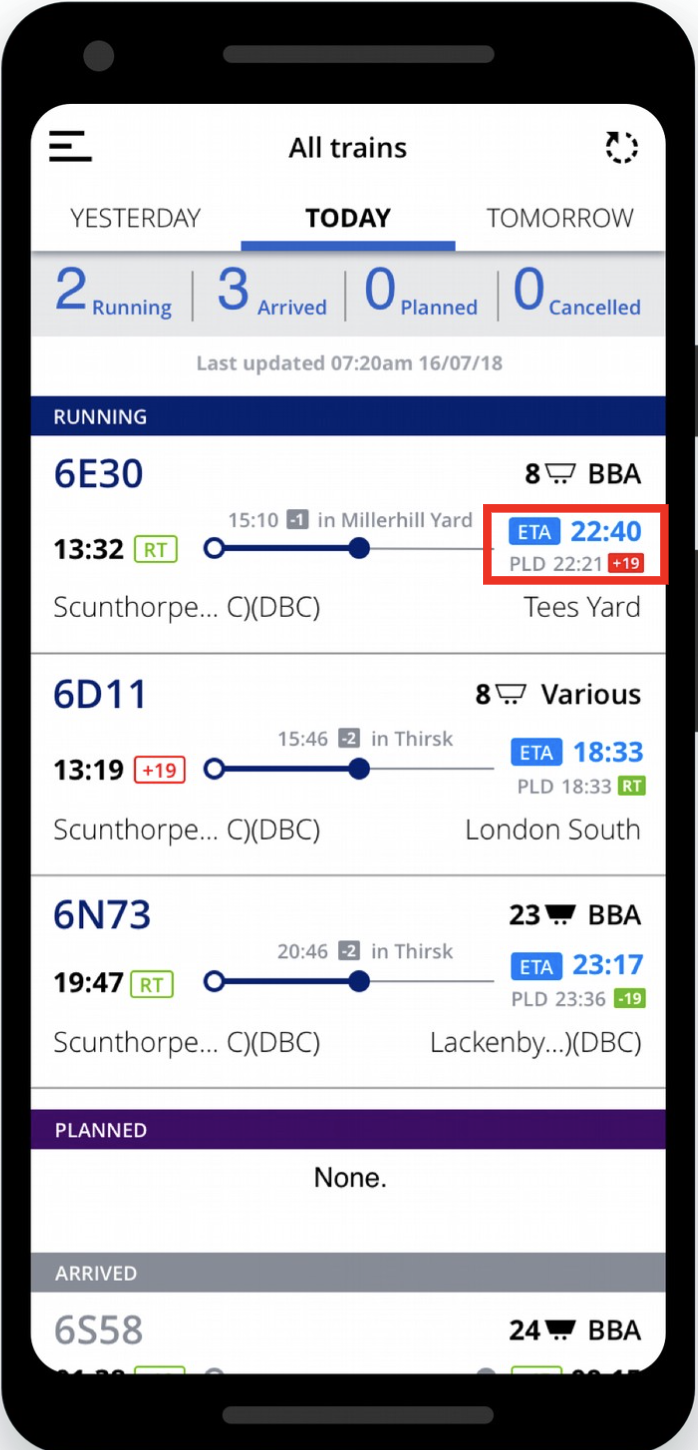 All trains
YESTERDAY TODAY TOMORROW
2 Running 3 Arrived 0 Planned 0 Cancelled
Last updated 07:20am 16/07/18
RUNNING
6E30 8 BBA
15:10 -1 in Millerhill Yard ETA 22:40
13:32 RT PLD 22:21 +19
Scunthorpe... C)(DBC) Tees Yard
6D11 8 Various
15:46 -2 in Thirsk ETA 18:33
13:19 +19 PLD 18:33 RT
Scunthorpe... C)(DBC) London South
6N73 23 BBA
20:46 -2 in Thirsk ETA 23:17
19:47 RT PLD 23:36 -19
Scunthorpe... C)(DBC) Lackenby...)(DBC)
PLANNED
None.
ARRIVED
6S58 24 BBA